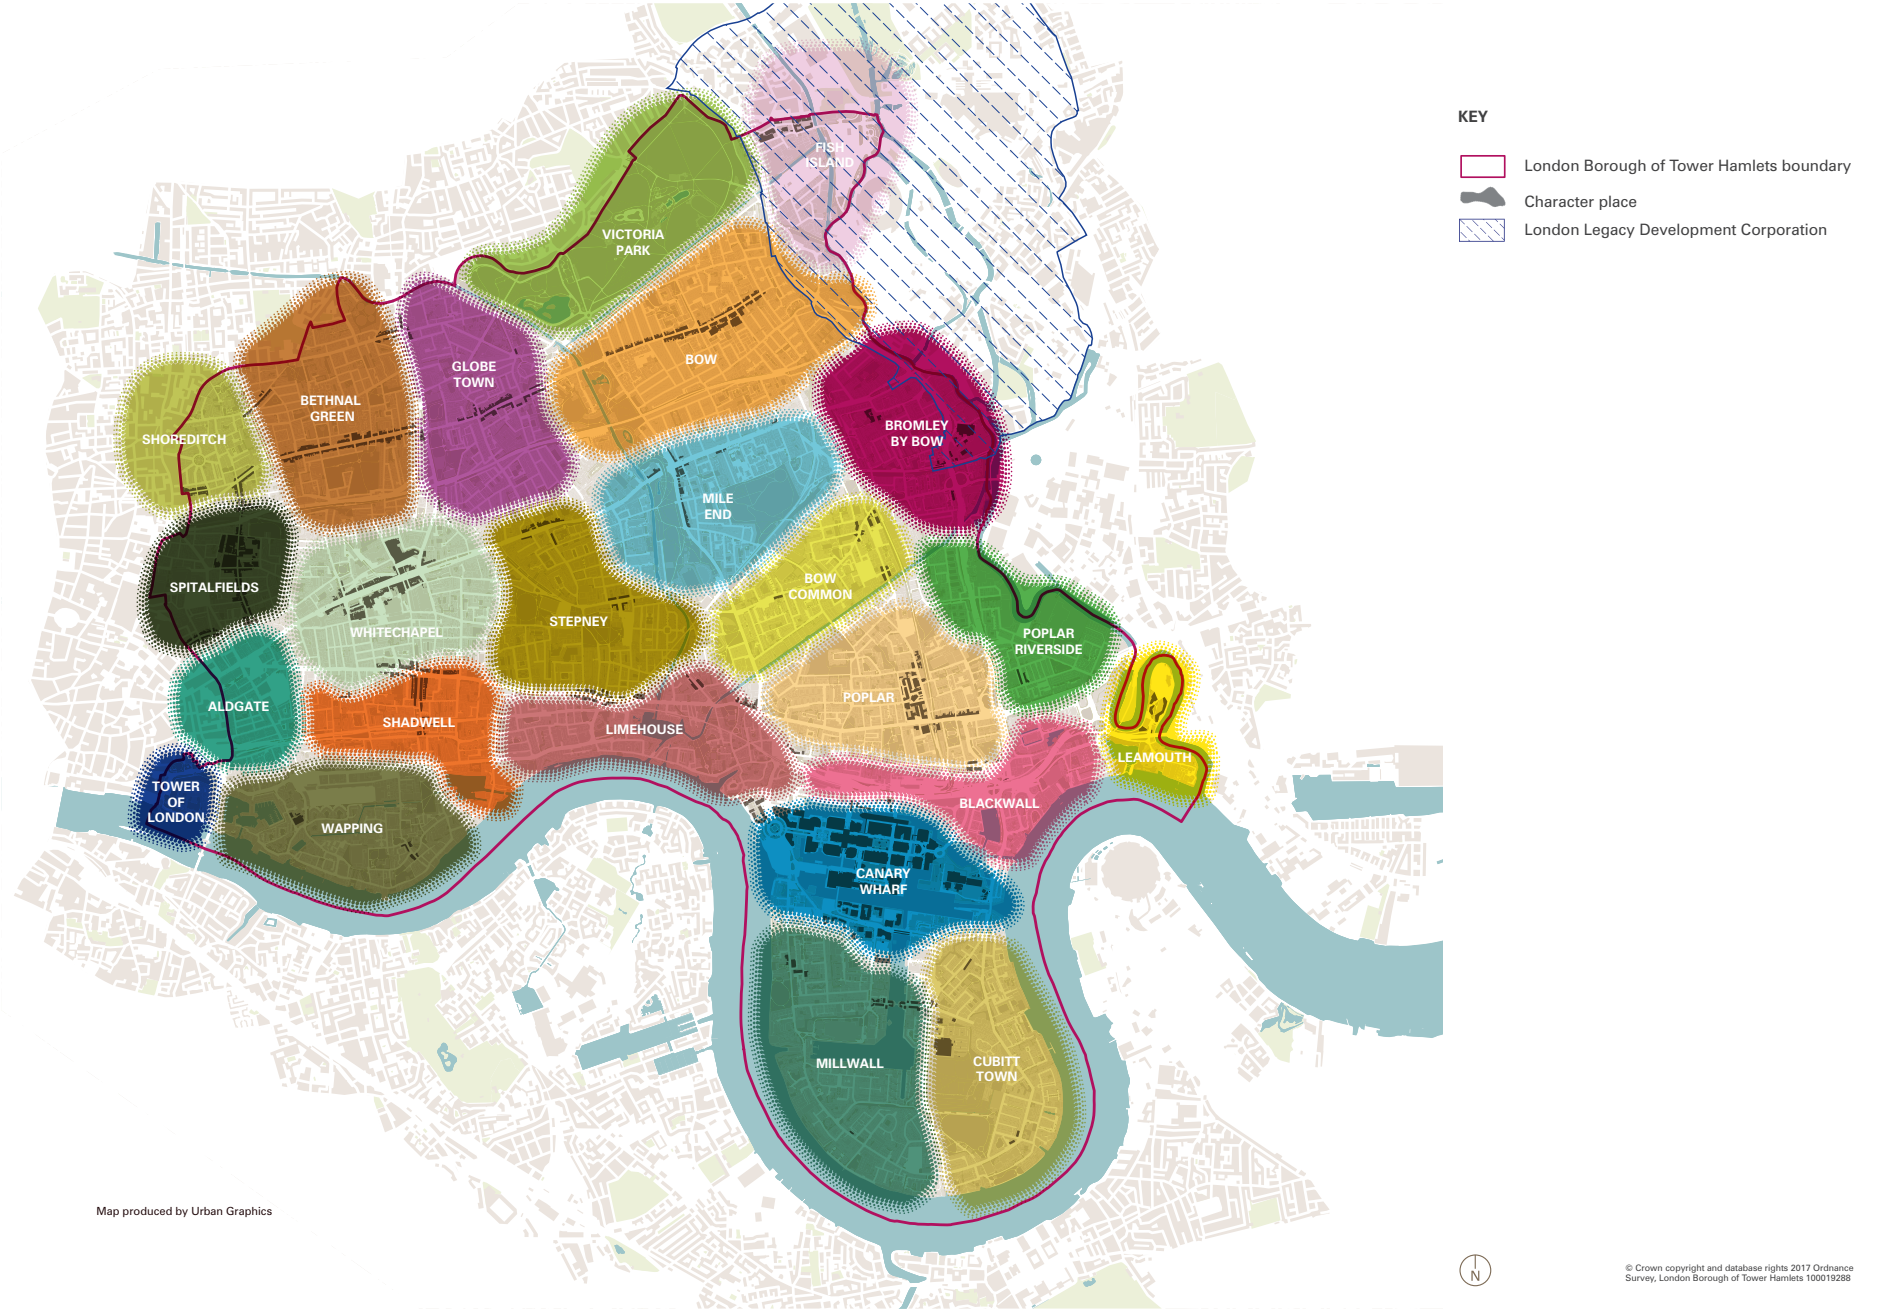 KEY
London Borough of Tower Hamlets boundary
Character place
London Legacy Development Corporation
FISH
ISLAND
VICTORIA
PARK
BOW
GLOBE
TOWN
BETHNAL
GREEN
SHOREDITCH
BROMLEY
BY BOW
MILE
END
SPITALFIELDS
BOW
COMMON
STEPNEY
WHITECHAPEL
POPLAR
RIVERSIDE
POPLAR
ALDGATE
SHADWELL
LIMEHOUSE
LEAMOUTH
TOWER
OF
LONDON
BLACKWALL
WAPPING
CANARY
WHARF
MILLWALL
CUBITT
TOWN
Map produced by Urban Graphics
N
© Crown copyright and database rights 2017 Ordnance
Survey, London Borough of Tower Hamlets 100019288